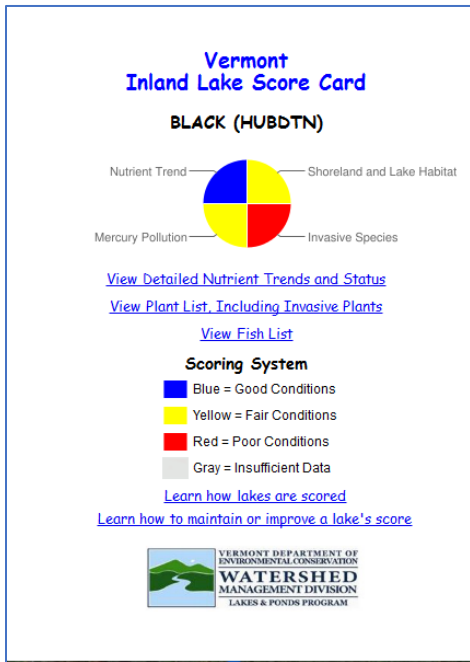 Vermont
Inland Lake Score Card
BLACK (HUBDTN)
Nutrient Trend
Shoreland and Lake Habitat
Mercury Pollution
Invasive Species
View Detailed Nutrient Trends and Status
View Plant List, Including Invasive Plants
View Fish List
Scoring System
Blue = Good Conditions
Yellow = Fair Conditions
Red = Poor Conditions
Gray = Insufficient Data
Learn how lakes are scored
Learn how to maintain or improve a lake's score
VERMONT DEPARTMENT OF
ENVIRONMENTAL CONSERVATION
WATERSHED
MANAGEMENT DIVISION
LAKES & PONDS PROGRAM